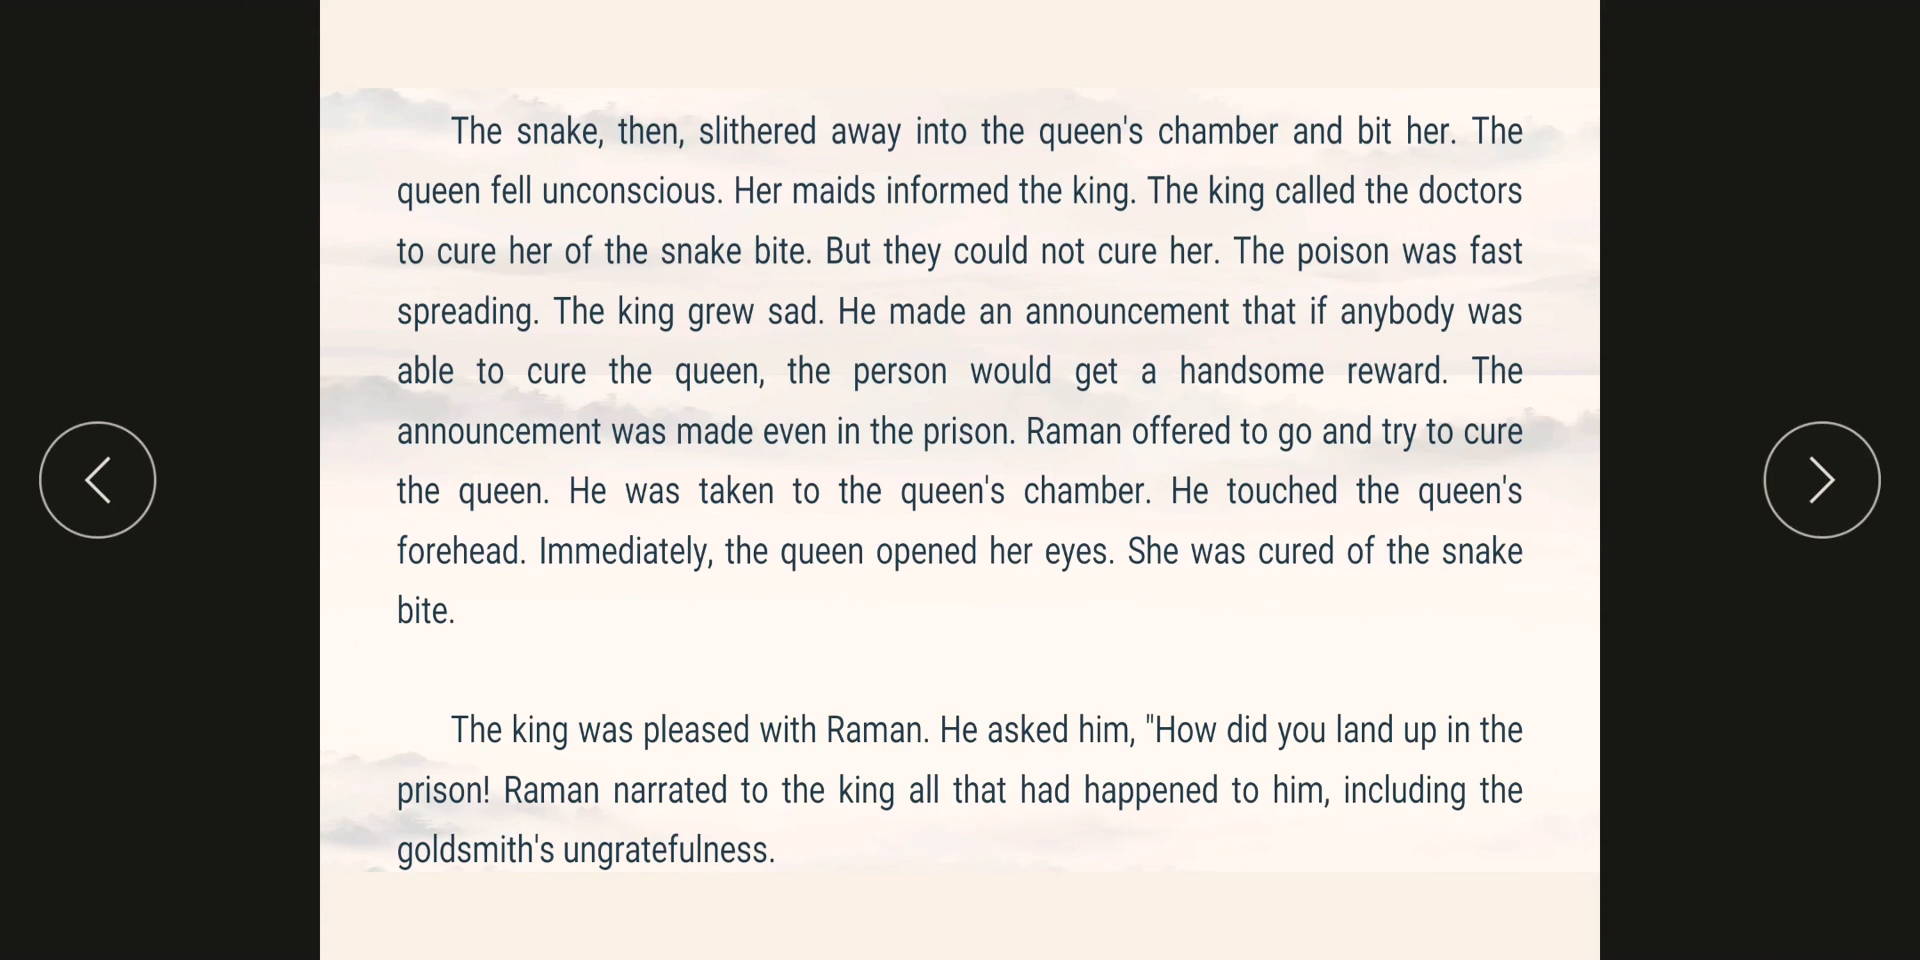 The snake, then, slithered away into the queen's chamber and bit her. The
queen fell unconscious. Her maids informed the king. The king called the doctors
to cure her of the snake bite. But they could not cure her. The poison was fast
spreading. The king grew sad. He made an announcement that if anybody was
able to cure the queen, the person would get a handsome reward. The
announcement was made even in the prison. Raman offered to go and try to cure
the queen. He was taken to the queen's chamber. He touched the queen's
forehead. Immediately, the queen opened her eyes. She was cured of the snake
bite.
The king was pleased with Raman. He asked him, "How did you land up in the
prison! Raman narrated to the king all that had happened to him, including the
goldsmith's ungratefulness.